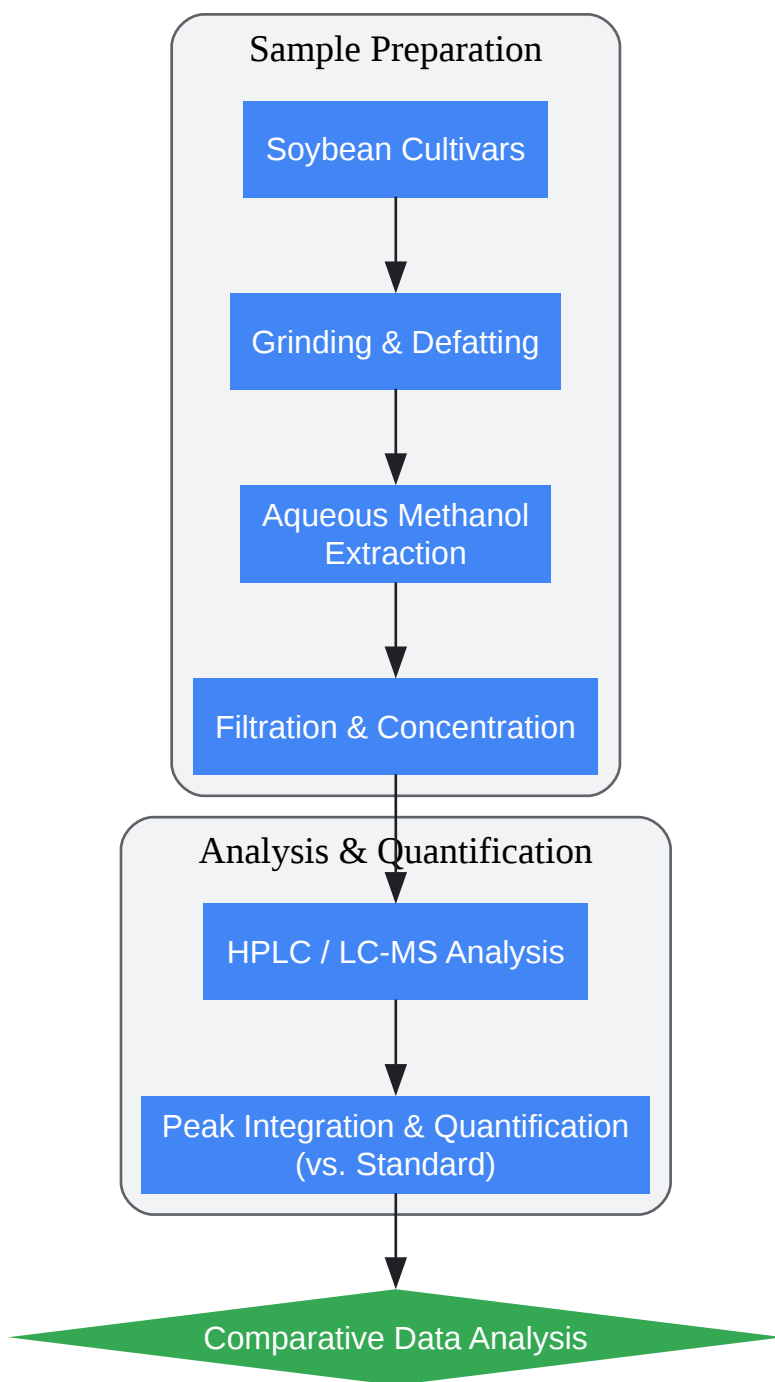 Sample Preparation
Soybean Cultivars
Grinding & Defatting
Aqueous Methanol
Extraction
Filtration & Concentration
Analysis & Quantification
HPLC / LC-MS Analysis
Peak Integration & Quantification
(vs. Standard)
Comparative Data Analysis